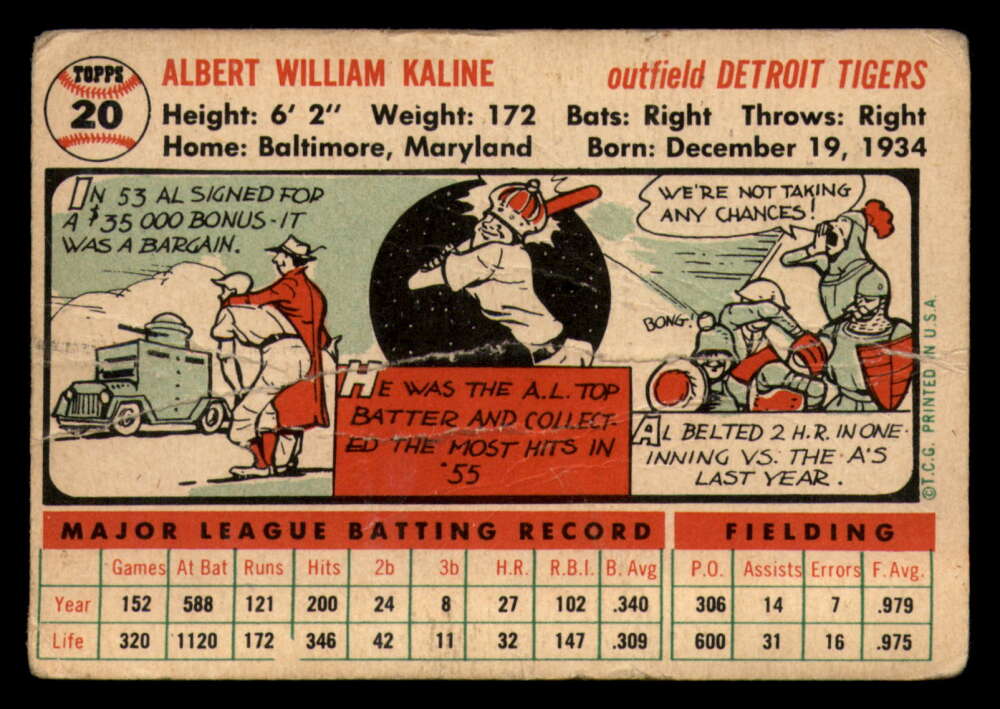 TOPPS
20
ALBERT WILLIAM KALINE outfield DETROIT TIGERS
Height: 6' 2" Weight: 172 Bats: Right Throws: Right
Home: Baltimore, Maryland Born: December 19, 1934
IN 53 AL SIGNED FOR
A $35 000 BONUS-IT
WAS A BARGAIN.
HE WAS THE A.L. TOP
BATTER AND COLLECT-
ED THE MOST HITS IN
'55
WE'RE NOT TAKING
ANY CHANCES!
BONG!
AL BELTED 2 H.R. IN ONE
INNING VS. THE A'S
LAST YEAR.
©T.C.G. PRINTED IN U.S.A.
MAJOR LEAGUE BATTING RECORD FIELDING
Games At Bat Runs Hits 2b 3b H.R. R.B.I. B. Avg P.O. Assists Errors F. Avg.
Year 152 588 121 200 24 8 27 102 .340 306 14 7 .979
Life 320 1120 172 346 42 11 32 147 .309 600 31 16 .975